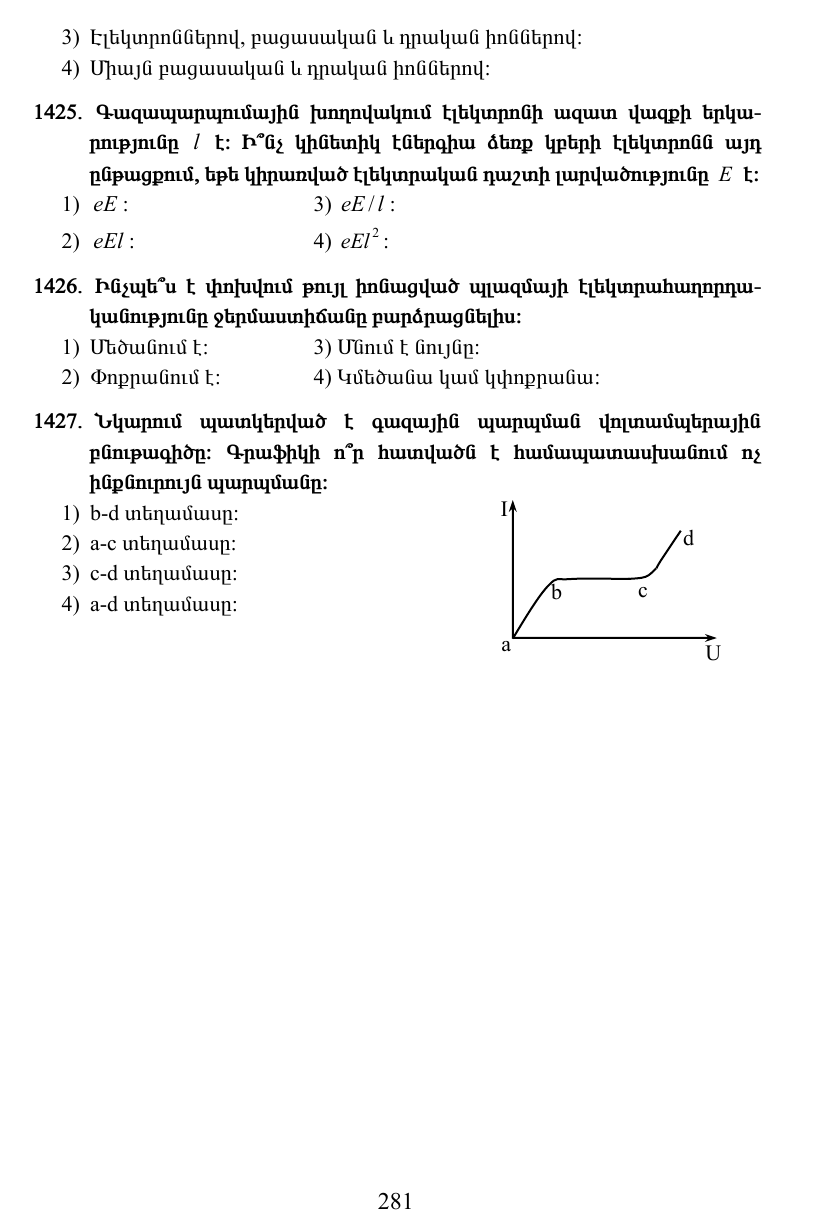 3) Էլեկտրոններով, բացասական և դրական իոններով:
4) Միայն բացասական և դրական իոններով:
1425. Գազապարպումային խողովակում էլեկտրոնի ազատ վազքի երկա-
րությունը l է: Ի՞նչ կինետիկ էներգիա ձեռք կբերի էլեկտրոնն այդ
ընթացքում, եթե կիրառված էլեկտրական դաշտի լարվածությունը E է:
1) eE : 3) eE/l :
2) eEl : 4) eEl² :
1426. Ինչպե՞ս է փոխվում թույլ իոնացված պլազմայի էլեկտրահաղորդա-
կանությունը ջերմաստիճանը բարձրացնելիս:
1) Մեծանում է: 3) Մնում է նույնը:
2) Փոքրանում է: 4) Կմեծանա կամ կփոքրանա:
1427. Նկարում պատկերված է գազային պարպման վոլտամպերային
բնութագիծը: Գրաֆիկի ո՞ր հատվածն է համապատասխանում ոչ
ինքնուրույն պարպմանը:
1) b-d տեղամասը:
2) a-c տեղամասը:
3) c-d տեղամասը:
4) a-d տեղամասը:
I
d
b c
a
U
281